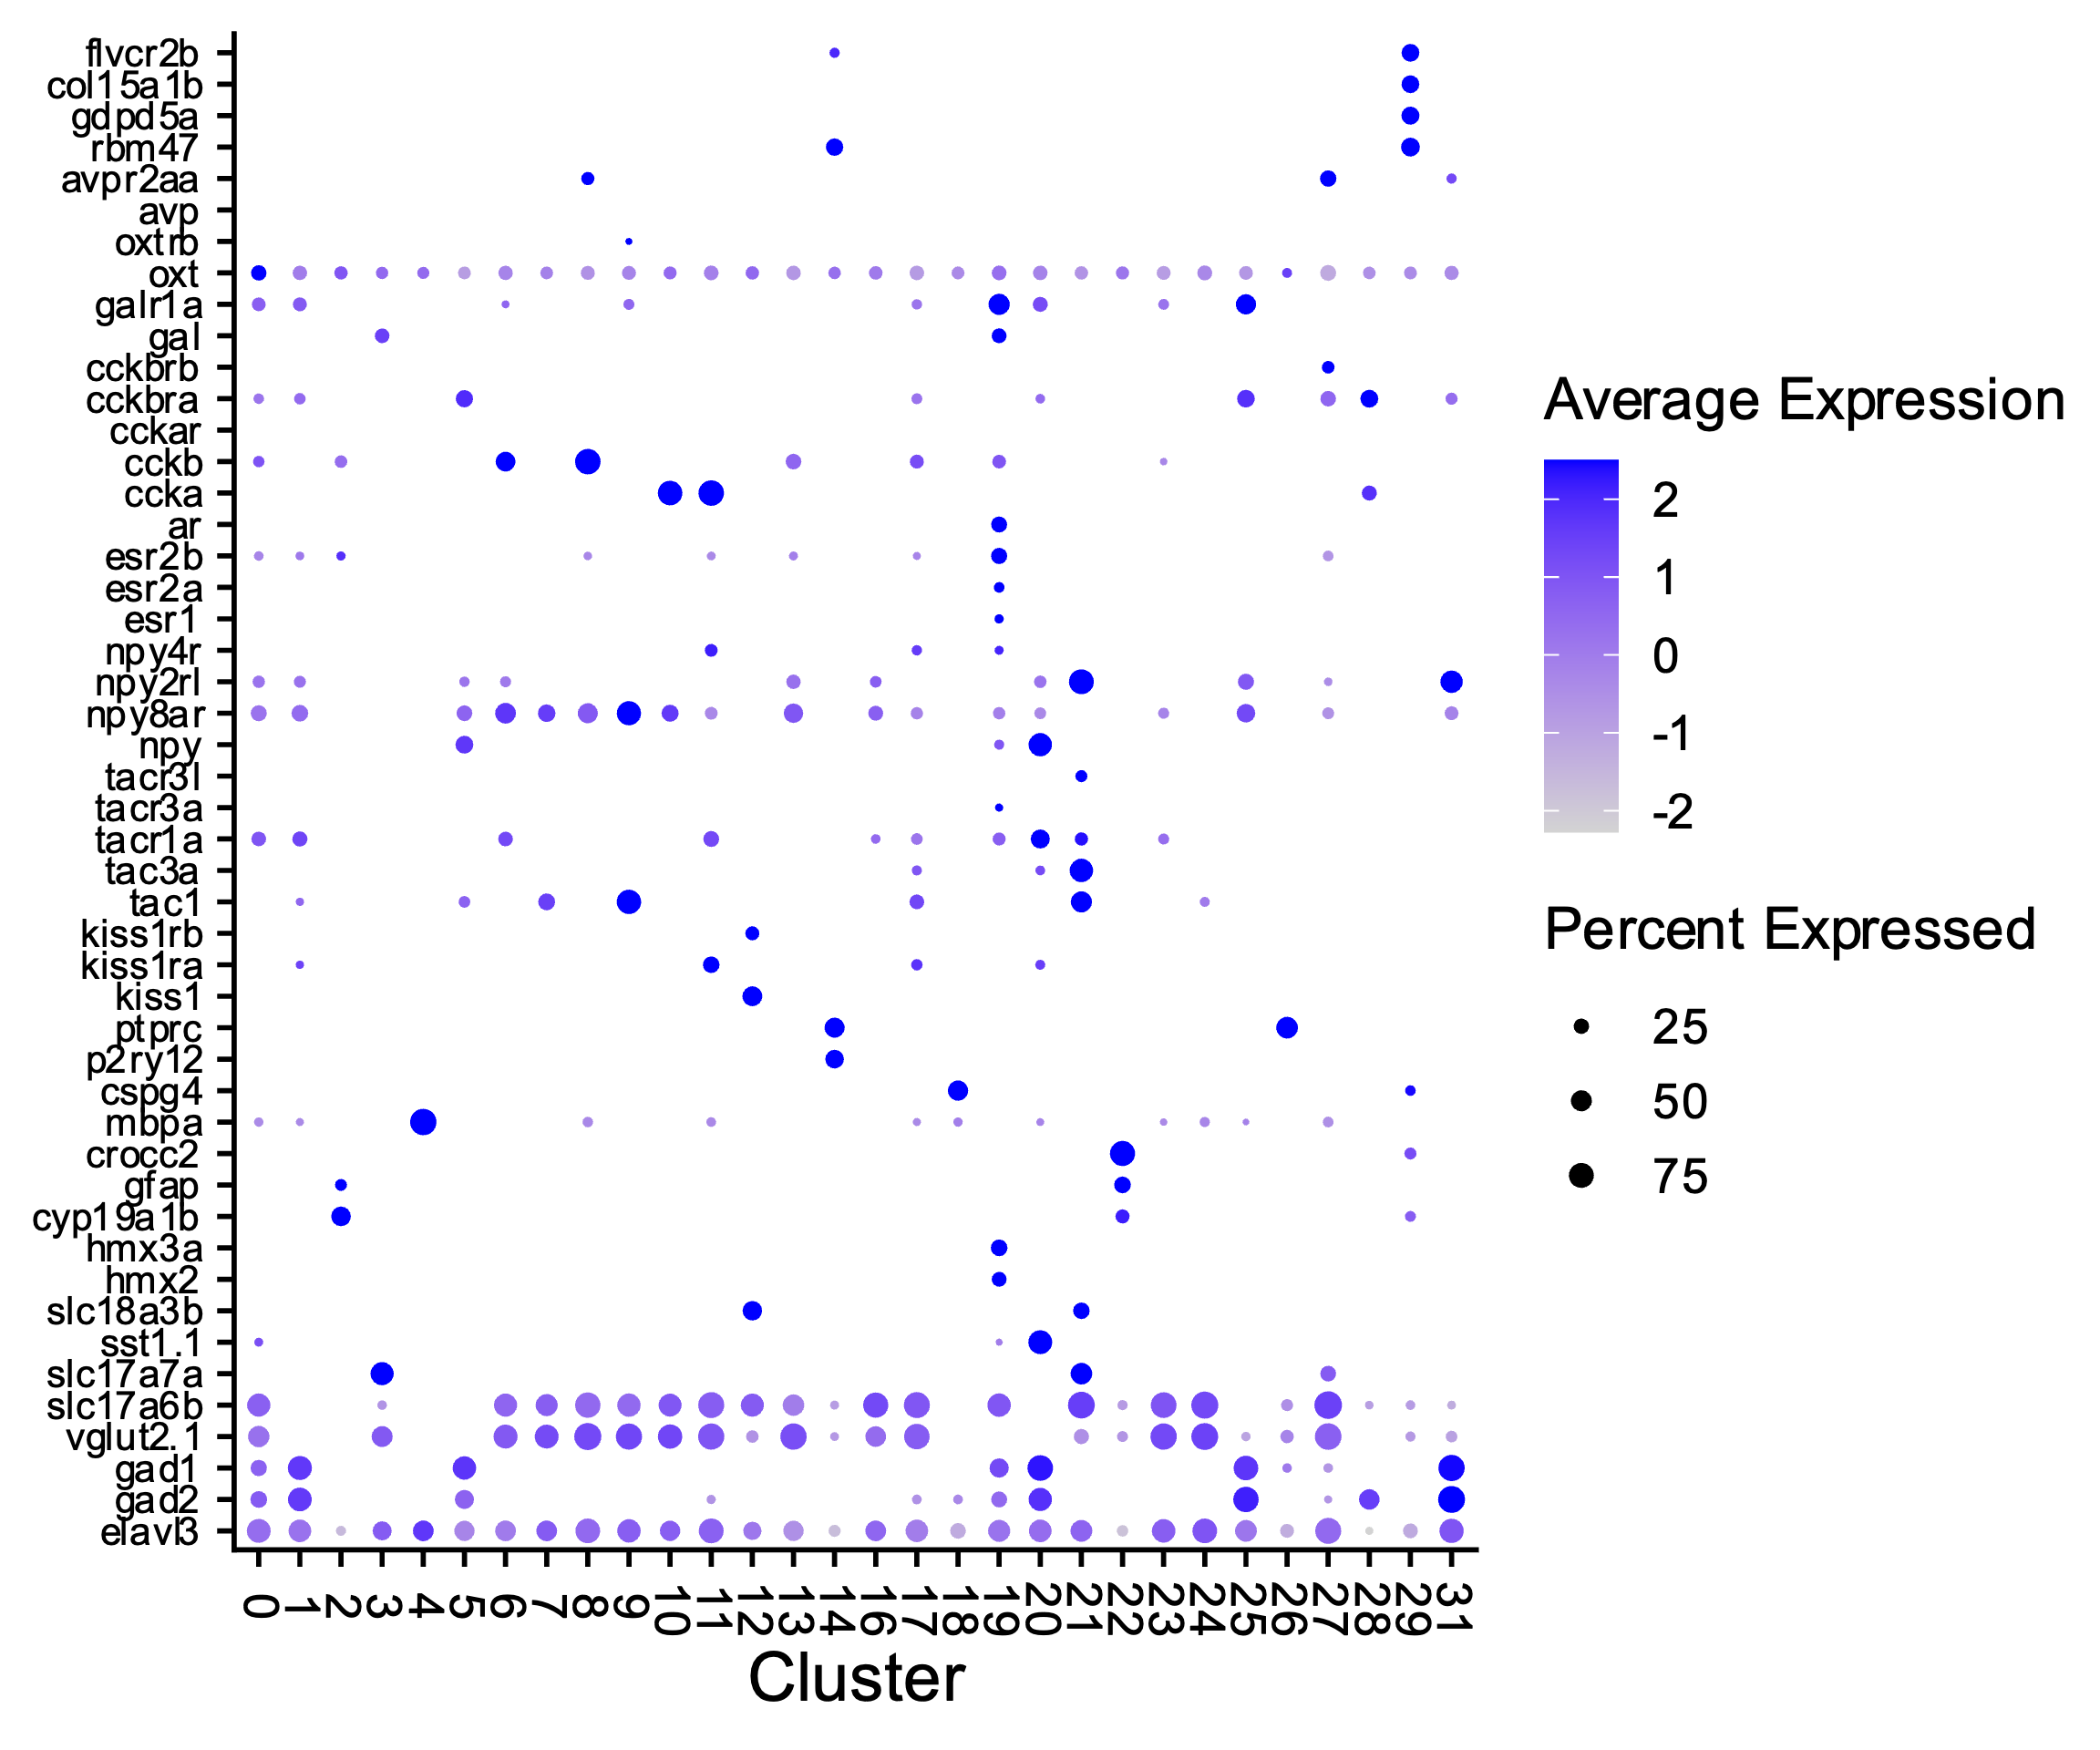 flvcr2b
col15a1b
gdpd5a
rbm47
avpr2aa
avp
oxtrb
oxt
galr1a
gal
cckbrb
cckbra
cckar
cckb
ccka
ar
esr2b
esr2a
esr1
npy4r
npy2rl
npy8ar
npy
tacr3l
tacr3a
tacr1a
tac3a
tac1
kiss1rb
kiss1ra
kiss1
ptprc
p2ry12
cspg4
mbpa
crocc2
gfap
cyp19a1b
hmx3a
hmx2
slc18a3b
sst1.1
slc17a7a
slc17a6b
vglut2.1
gad1
gad2
elavl3
0 1 2 3 4 5 6 7 8 9 10 11 12 13 14 16 17 18 19 20 21 22 23 24 25 26 27 28 29 31
Cluster
Average Expression
2
1
0
-1
-2
Percent Expressed
25
50
75